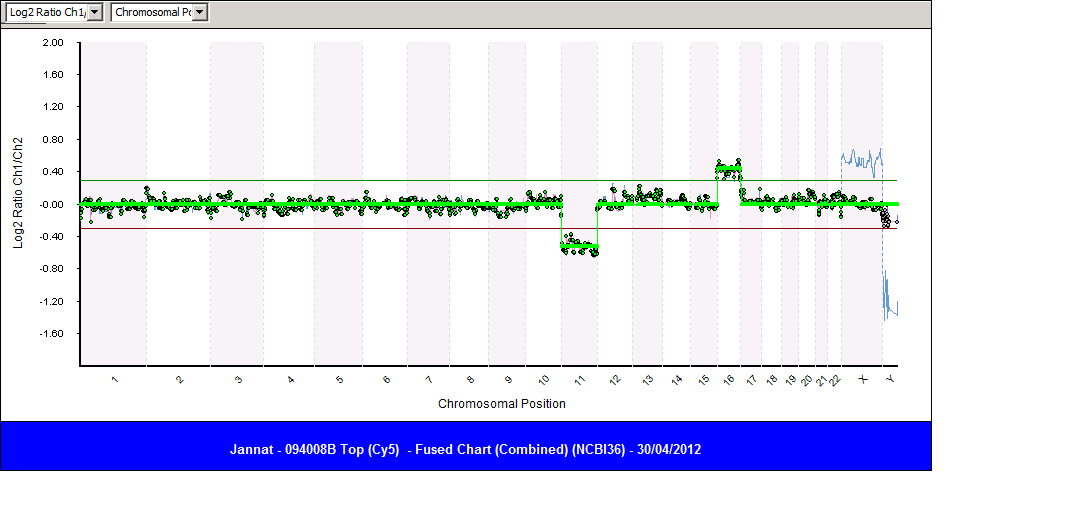 Log2 Ratio Ch1/ Chromosomal Po
2.00
1.60
1.20
0.80
0.40
-0.00
-0.40
-0.80
-1.20
-1.60
Log2 Ratio Ch1/Ch2
1 2 3 4 5 6 7 8 9 10 11 12 13 14 15 16 17 18 19 20 21 22 X Y
Chromosomal Position
Jannat - 094008B Top (Cy5) - Fused Chart (Combined) (NCBI36) - 30/04/2012